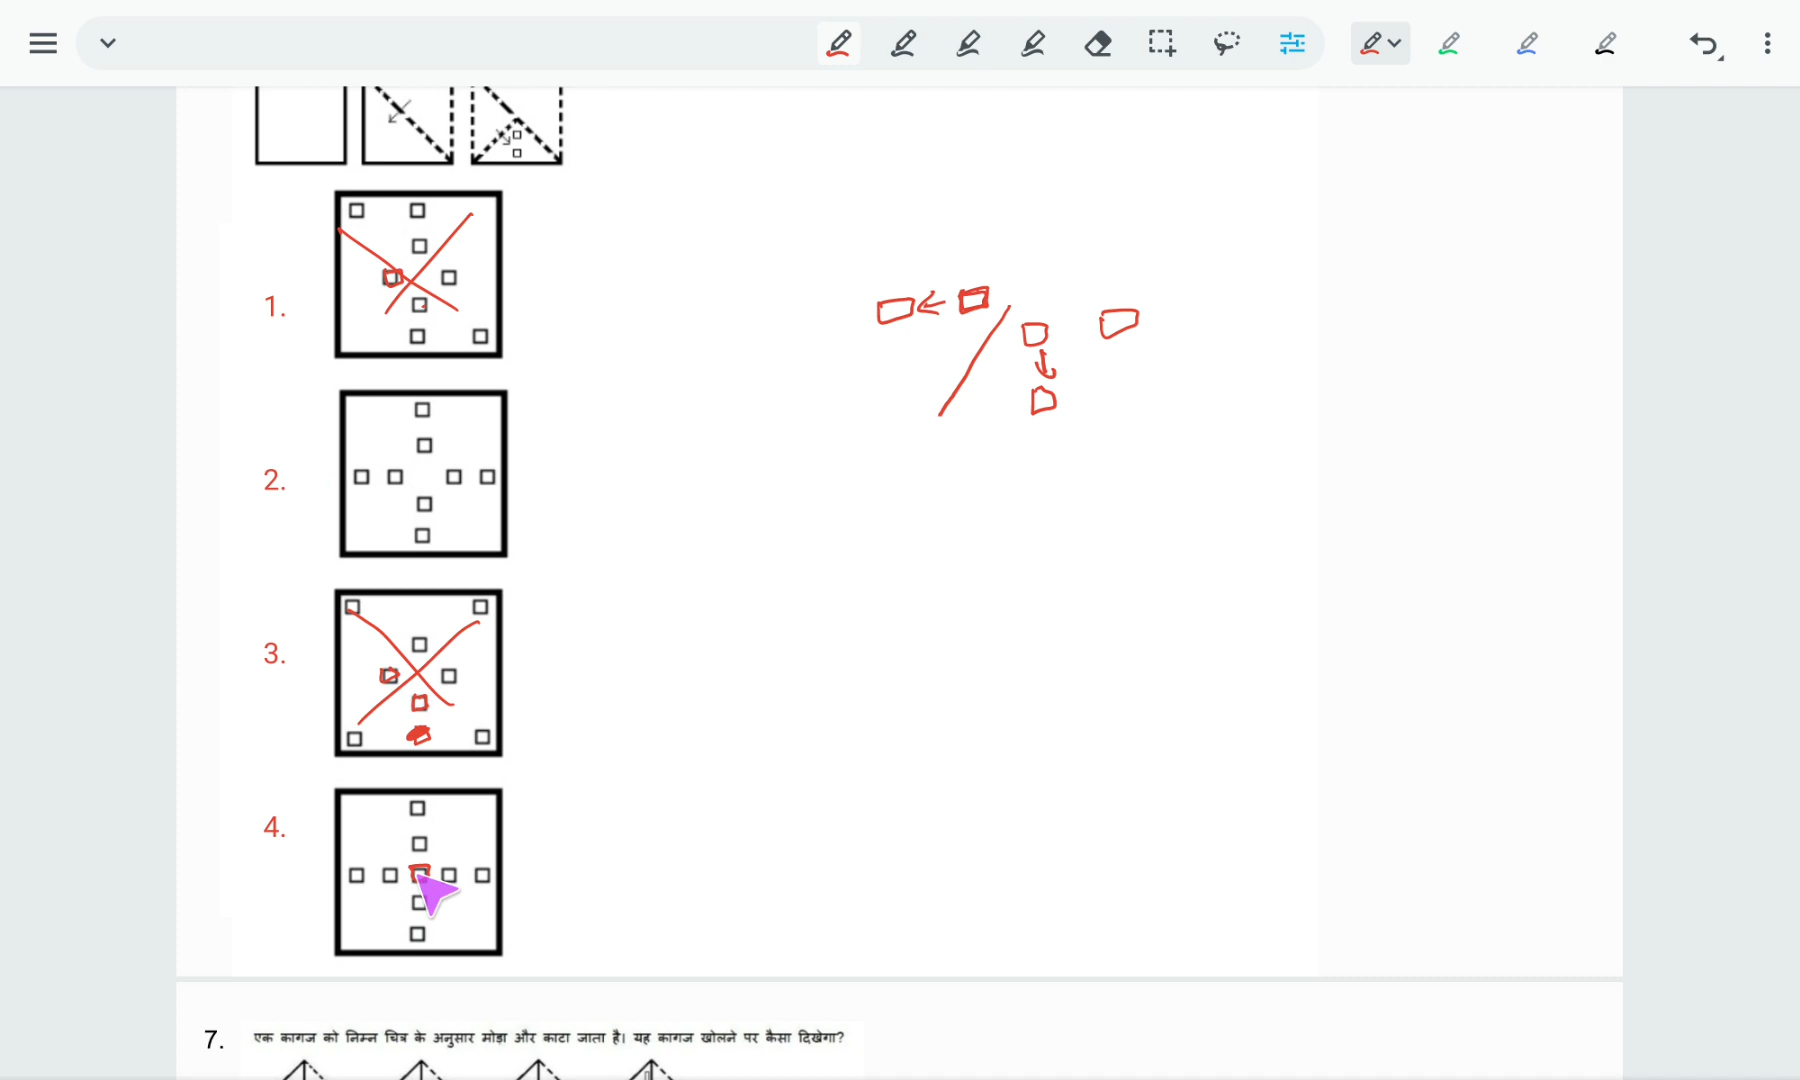 1.
2.
3.
4.
7. एक कागज को निम्न चित्र के अनुसार मोड़ा और काटा जाता है। यह कागज खोलने पर कैसा दिखेगा?